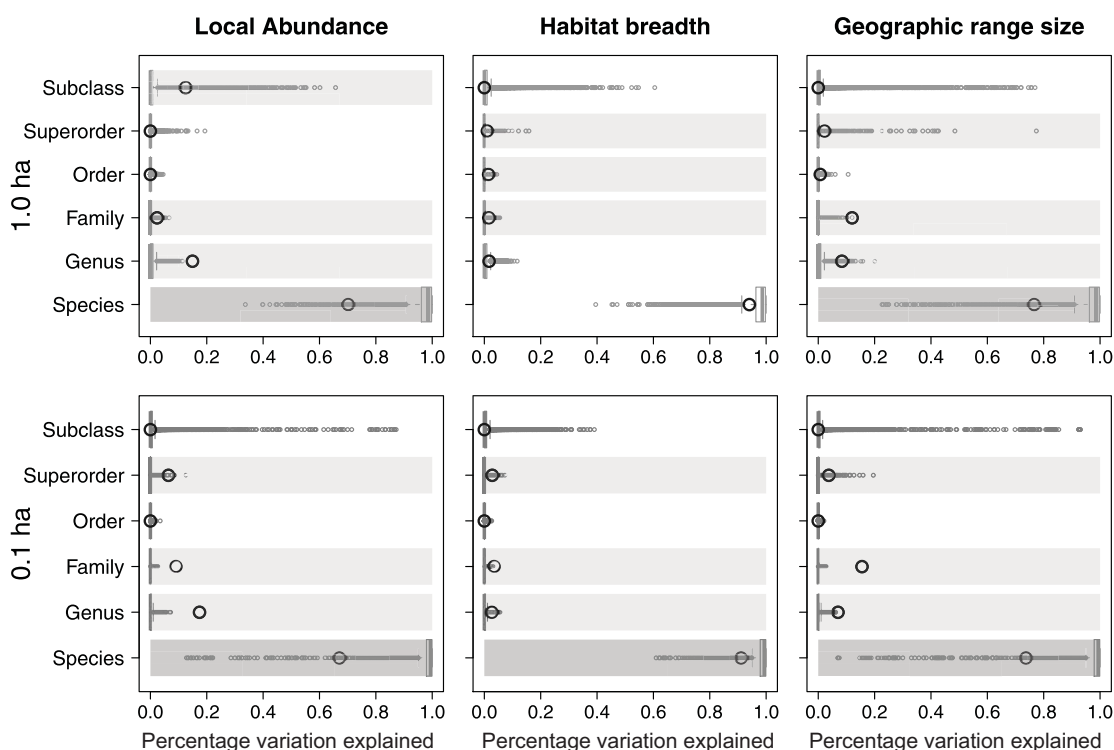 Local Abundance Habitat breadth Geographic range size
1.0 ha
Subclass
Superorder
Order
Family
Genus
Species
0.0 0.2 0.4 0.6 0.8 1.0 0.0 0.2 0.4 0.6 0.8 1.0 0.0 0.2 0.4 0.6 0.8 1.0
0.1 ha
Subclass
Superorder
Order
Family
Genus
Species
0.0 0.2 0.4 0.6 0.8 1.0 0.0 0.2 0.4 0.6 0.8 1.0 0.0 0.2 0.4 0.6 0.8 1.0
Percentage variation explained Percentage variation explained Percentage variation explained